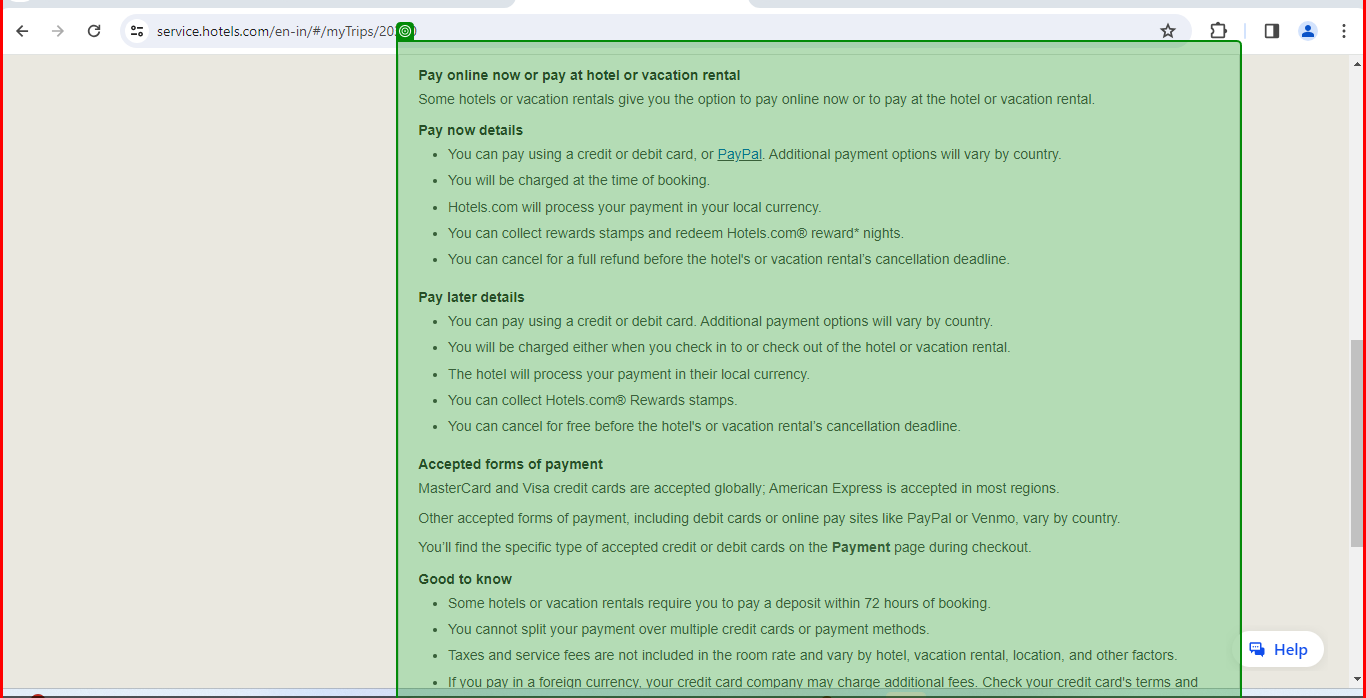 service.hotels.com/en-in/#/myTrips/20
Pay online now or pay at hotel or vacation rental
Some hotels or vacation rentals give you the option to pay online now or to pay at the hotel or vacation rental.
Pay now details
• You can pay using a credit or debit card, or PayPal. Additional payment options will vary by country.
• You will be charged at the time of booking.
• Hotels.com will process your payment in your local currency.
• You can collect rewards stamps and redeem Hotels.com® reward* nights.
• You can cancel for a full refund before the hotel's or vacation rental’s cancellation deadline.
Pay later details
• You can pay using a credit or debit card. Additional payment options will vary by country.
• You will be charged either when you check in to or check out of the hotel or vacation rental.
• The hotel will process your payment in their local currency.
• You can collect Hotels.com® Rewards stamps.
• You can cancel for free before the hotel's or vacation rental’s cancellation deadline.
Accepted forms of payment
MasterCard and Visa credit cards are accepted globally; American Express is accepted in most regions.
Other accepted forms of payment, including debit cards or online pay sites like PayPal or Venmo, vary by country.
You’ll find the specific type of accepted credit or debit cards on the Payment page during checkout.
Good to know
• Some hotels or vacation rentals require you to pay a deposit within 72 hours of booking.
• You cannot split your payment over multiple credit cards or payment methods.
• Taxes and service fees are not included in the room rate and vary by hotel, vacation rental, location, and other factors.
• If you pay in a foreign currency, your credit card company may charge additional fees. Check your credit card's terms and
Help